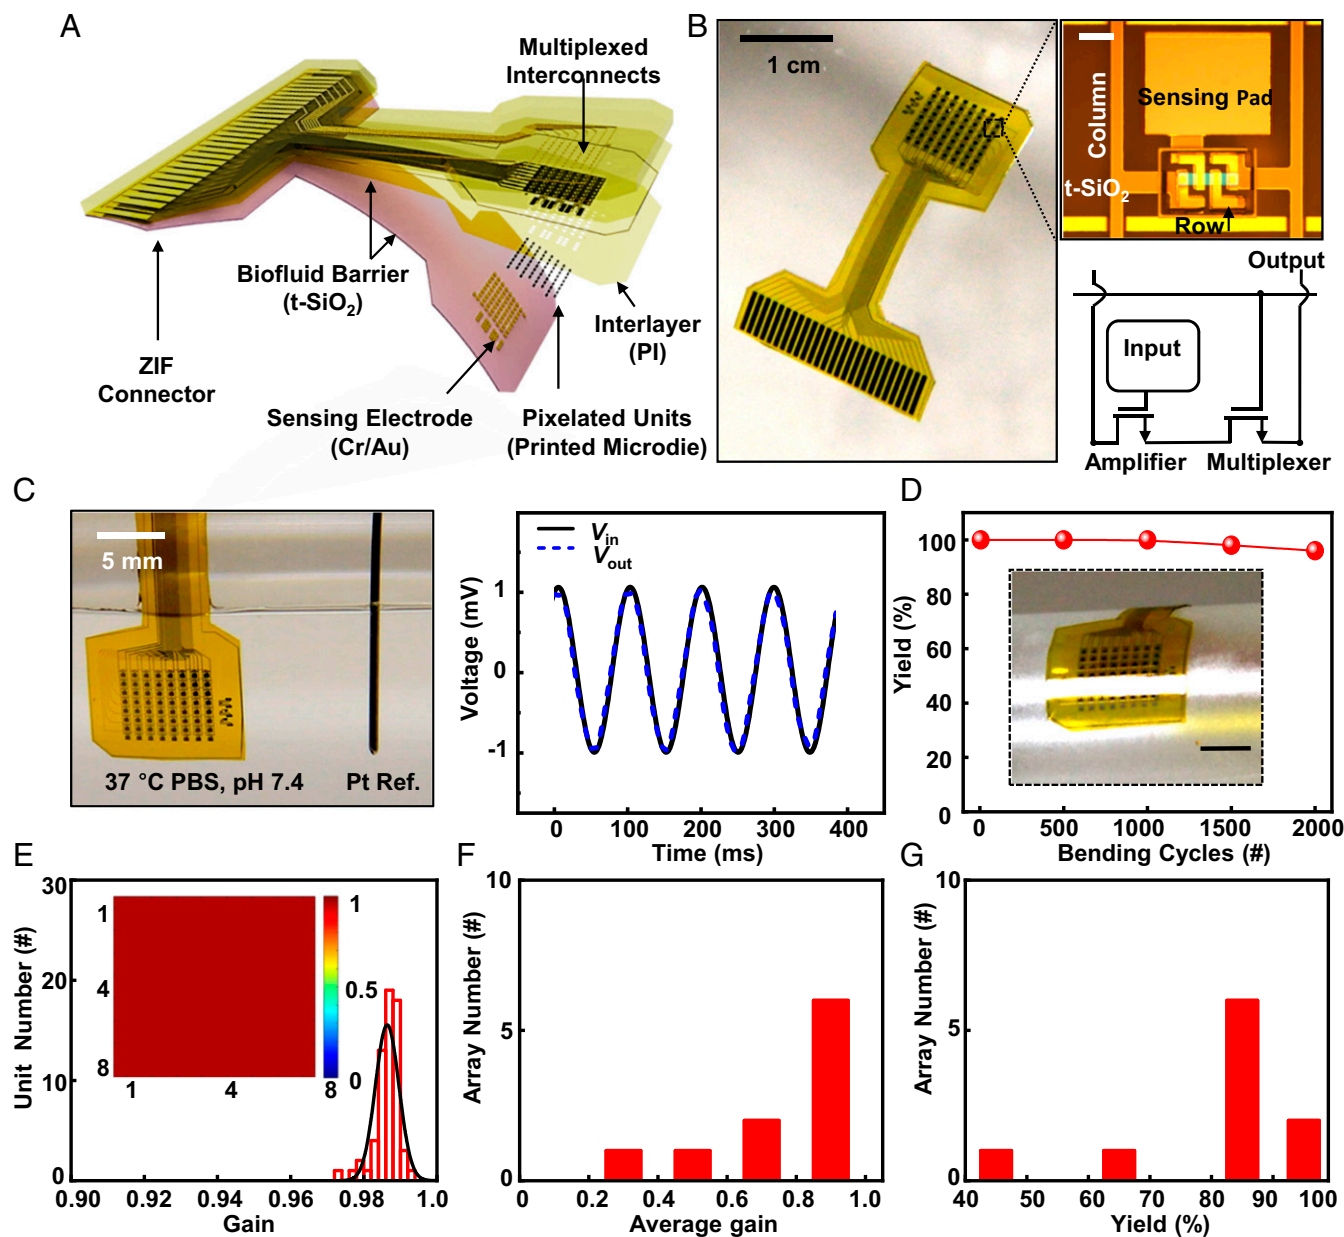 A
Multiplexed
Interconnects
Biofluid Barrier
(t-SiO₂)
ZIF
Connector
Interlayer
(PI)
Sensing Electrode
(Cr/Au)
Pixelated Units
(Printed Microdie)
B
1 cm
Sensing Pad
Column
t-SiO₂
Row
Output
Input
Amplifier
Multiplexer
C
5 mm
37 °C PBS, pH 7.4
Pt Ref.
Vin
Vout
Voltage (mV)
1
0
-1
0 100 200 300 400
Time (ms)
D
Yield (%)
100
80
60
40
20
0
0 500 1000 1500 2000
Bending Cycles (#)
E
Unit Number (#)
30
20
10
0
1
4
8
1 4 8
1
0.5
0
0.90 0.92 0.94 0.96 0.98 1.0
Gain
F
Array Number (#)
10
5
0
0 0.2 0.4 0.6 0.8 1.0
Average gain
G
Array Number (#)
10
5
0
40 60 70 80 90 100
Yield (%)